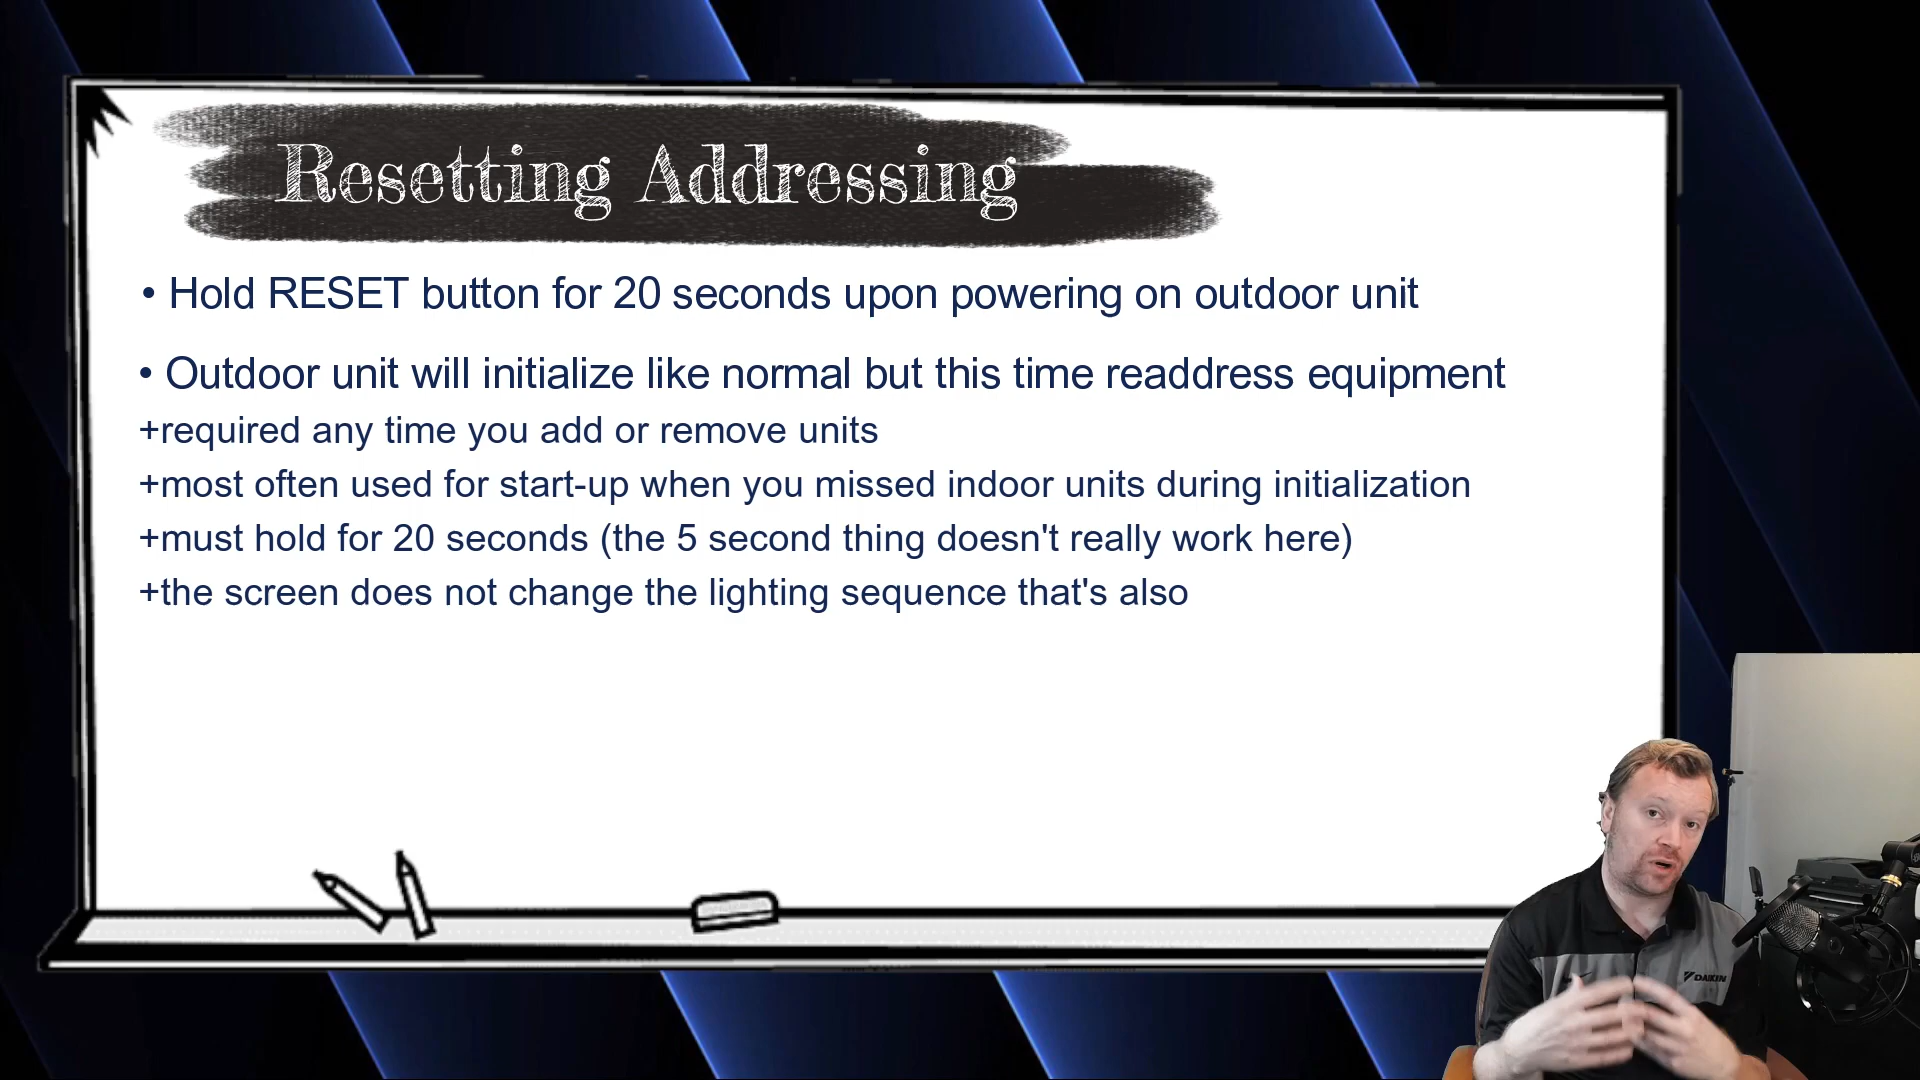 Resetting Addressing
• Hold RESET button for 20 seconds upon powering on outdoor unit
• Outdoor unit will initialize like normal but this time readdress equipment
+required any time you add or remove units
+most often used for start-up when you missed indoor units during initialization
+must hold for 20 seconds (the 5 second thing doesn't really work here)
+the screen does not change the lighting sequence that's also
DAIKIN